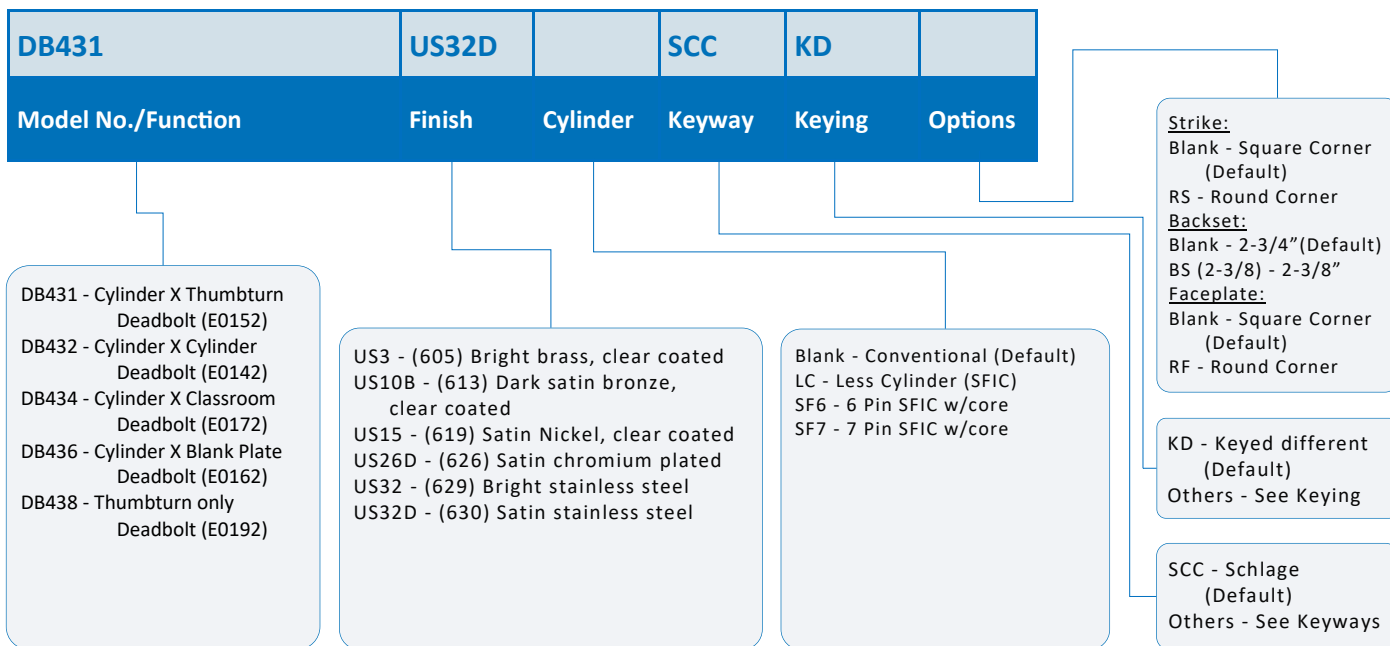 DB431 US32D SCC KD
Model No./Function Finish Cylinder Keyway Keying Options
DB431 - Cylinder X Thumbturn
Deadbolt (E0152)
DB432 - Cylinder X Cylinder
Deadbolt (E0142)
DB434 - Cylinder X Classroom
Deadbolt (E0172)
DB436 - Cylinder X Blank Plate
Deadbolt (E0162)
DB438 - Thumbturn only
Deadbolt (E0192)
US3 - (605) Bright brass, clear coated
US10B - (613) Dark satin bronze,
clear coated
US15 - (619) Satin Nickel, clear coated
US26D - (626) Satin chromium plated
US32 - (629) Bright stainless steel
US32D - (630) Satin stainless steel
Blank - Conventional (Default)
LC - Less Cylinder (SFIC)
SF6 - 6 Pin SFIC w/core
SF7 - 7 Pin SFIC w/core
Strike:
Blank - Square Corner
(Default)
RS - Round Corner
Backset:
Blank - 2-3/4”(Default)
BS (2-3/8) - 2-3/8”
Faceplate:
Blank - Square Corner
(Default)
RF - Round Corner
KD - Keyed different
(Default)
Others - See Keying
SCC - Schlage
(Default)
Others - See Keyways